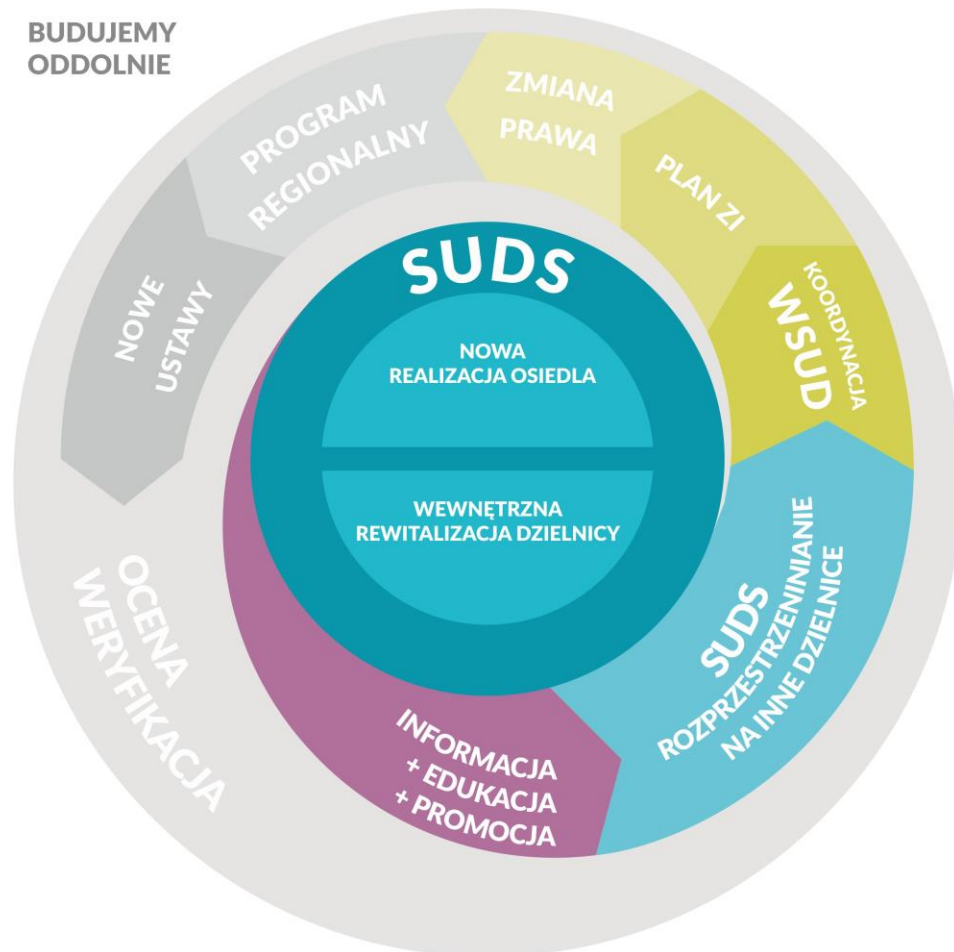 BUDUJEMY
ODDOLNIE
SUDS
NOWA
REALIZACJA OSIEDLA
WEWNĘTRZNA
REWITALIZACJA DZIELNICY
INFORMACJA
+ EDUKACJA
+ PROMOCJA
SUDS
ROZPRZESTRZENINIANIE
NA INNE DZIELNICE
KOORDYNACJA
WSUD
PLAN ZI
ZMIANA
PRAWA
PROGRAM
REGIONALNY
NOWE
USTAWY
OCENA
WERYFIKACJA